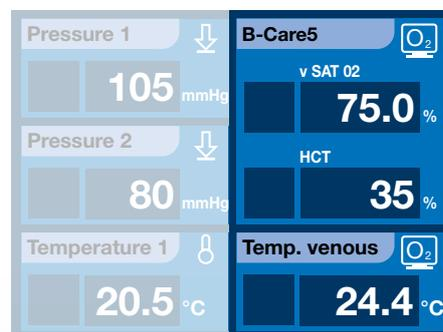 Pressure 1
105 mmHg
Pressure 2
80 mmHg
Temperature 1
20.5 °C
B-Care5
O2
v SAT 02
75.0 %
HCT
35 %
Temp. venous
O2
24.4 °C